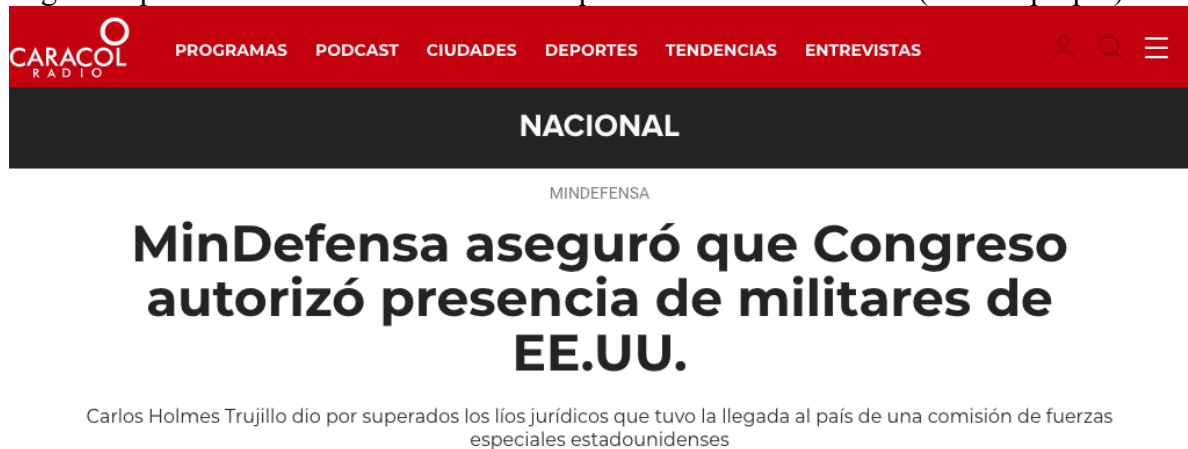 CARACOL
RADIO
PROGRAMAS PODCAST CIUDADES DEPORTES TENDENCIAS ENTREVISTAS
NACIONAL
MINDEFENSA
MinDefensa aseguró que Congreso
autorizó presencia de militares de
EE.UU.
Carlos Holmes Trujillo dio por superados los líos jurídicos que tuvo la llegada al país de una comisión de fuerzas
especiales estadounidenses